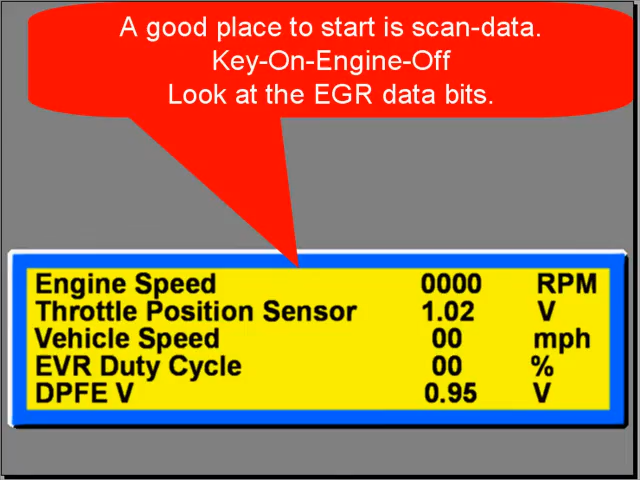 A good place to start is scan-data.
Key-On-Engine-Off
Look at the EGR data bits.
Engine Speed 0000 RPM
Throttle Position Sensor 1.02 V
Vehicle Speed 00 mph
EVR Duty Cycle 00 %
DPFE V 0.95 V